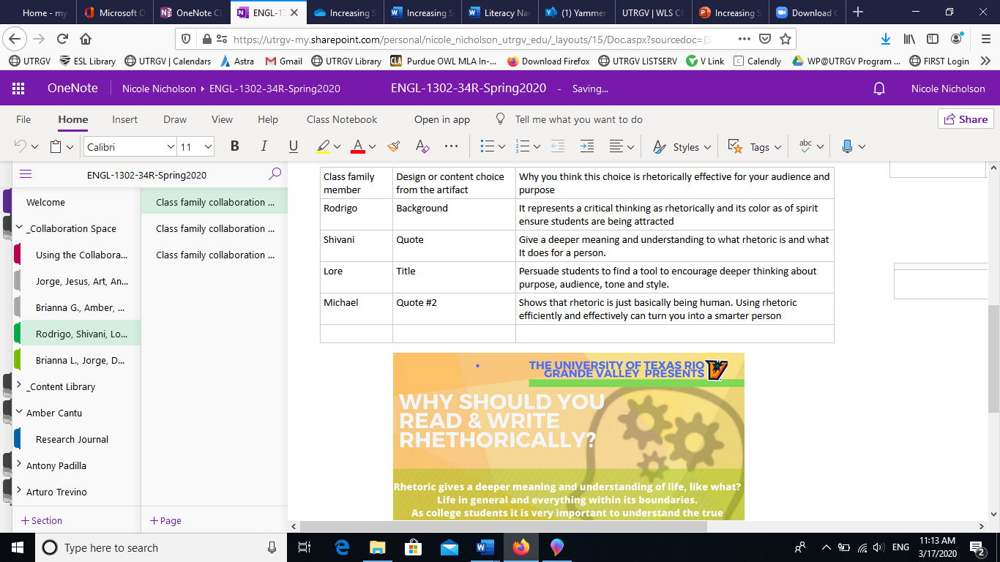 Home - my
Microsoft O
OneNote Cl
ENGL-13
Increasing S
Increasing S
Literacy Nar
(1) Yammer
UTRGV | WLS CC
Increasing S
Download C
https://utrgv-my.sharepoint.com/personal/nicole_nicholson_utrgv_edu/_layouts/15/Doc.aspx?sourcedoc={3
UTRGV
ESL Library
UTRGV | Calendars
Astra
Gmail
UTRGV Library
Purdue OWL MLA In-...
Download Firefox
UTRGV LISTSERV
V Link
Calendly
WP@UTRGV Program ...
FIRST Login
OneNote
Nicole Nicholson ▸ ENGL-1302-34R-Spring2020
ENGL-1302-34R-Spring2020 - Saving...
Nicole Nicholson
File
Home
Insert
Draw
View
Help
Class Notebook
Open in app
Tell me what you want to do
Share
Calibri
11
B
I
U
A
A
Styles
Tags
abc
ENGL-1302-34R-Spring2020
Welcome
_Collaboration Space
Using the Collabora...
Jorge, Jesus, Art, An...
Brianna G., Amber, ...
Rodrigo, Shivani, Lo...
Brianna L., Jorge, D...
_Content Library
Amber Cantu
Research Journal
Antony Padilla
Arturo Trevino
+ Section
Class family collaboration ...
Class family collaboration ...
Class family collaboration ...
+ Page
Class family
member
Design or content choice
from the artifact
Why you think this choice is rhetorically effective for your audience and
purpose
Rodrigo
Background
It represents a critical thinking as rhetorically and its color as of spirit
ensure students are being attracted
Shivani
Quote
Give a deeper meaning and understanding to what rhetoric is and what
It does for a person.
Lore
Title
Persuade students to find a tool to encourage deeper thinking about
purpose, audience, tone and style.
Michael
Quote #2
Shows that rhetoric is just basically being human. Using rhetoric
efficiently and effectively can turn you into a smarter person
THE UNIVERSITY OF TEXAS RIO
GRANDE VALLEY PRESENTS
WHY SHOULD YOU
READ & WRITE
RHETHORICALLY?
Rhetoric gives a deeper meaning and understanding of life, like what?
Life in general and everything within its boundaries.
As college students it is very important to understand the true
Type here to search
ENG
11:13 AM
3/17/2020
2